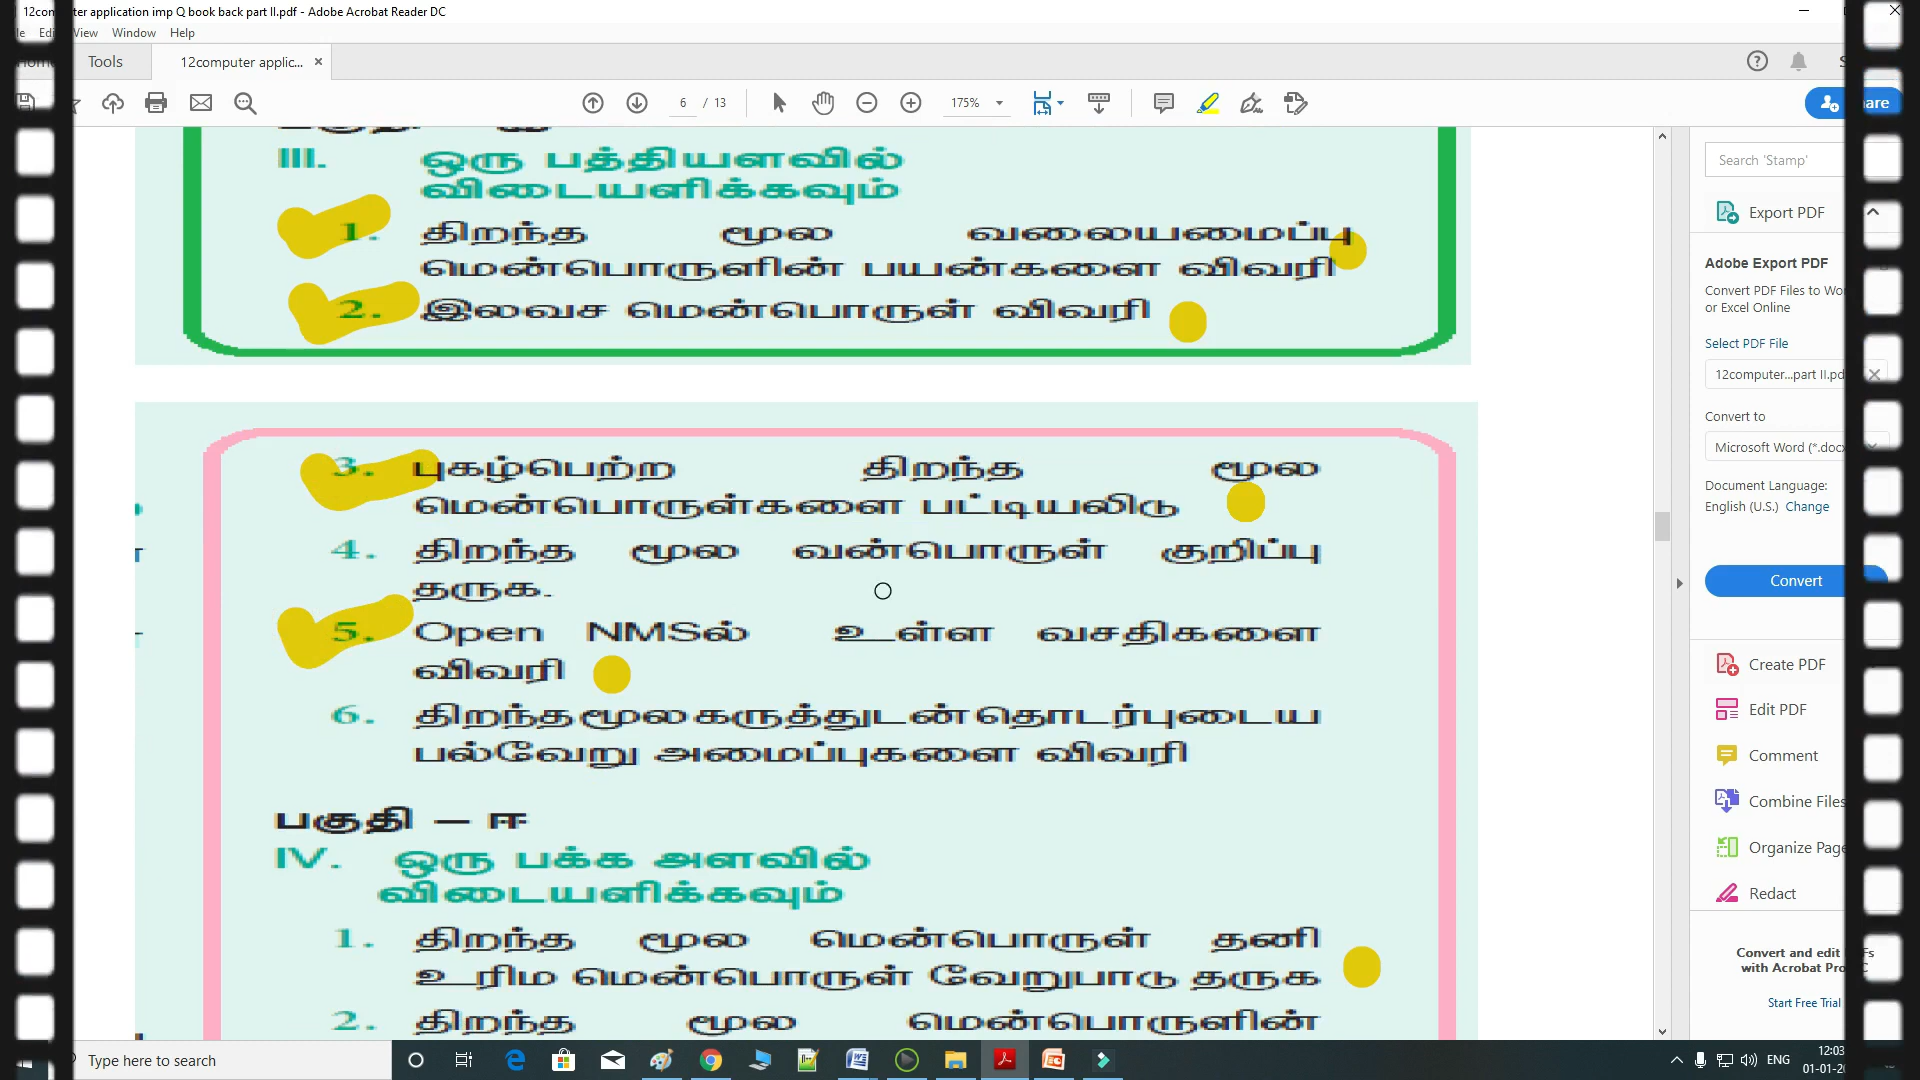 12com ter application imp Q book back part II.pdf - Adobe Acrobat Reader DC
View Window Help
Tools 12computer applic...
6 / 13 175%
Share
III. ஒரு பத்தியளவில்
விடையளிக்கவும்
1. திறந்த மூல வலையமைப்பு
மென்பொருளின் பயன்களை விவரி
2. இலவச மென்பொருள் விவரி
3. புகழ்பெற்ற திறந்த மூல
மென்பொருள்களை பட்டியலிடு
4. திறந்த மூல வன்பொருள் குறிப்பு
தருக.
5. Open NMSல் உள்ள வசதிகளை
விவரி
6. திறந்தமூலகருத்துடன்தொடர்புடைய
பல்வேறு அமைப்புகளை விவரி
பகுதி – ஈ
IV. ஒரு பக்க அளவில்
விடையளிக்கவும்
1. திறந்த மூல மென்பொருள் தனி
உரிம மென்பொருள் வேறுபாடு தருக
2. திறந்த மூல மென்பொருளின்
Search 'Stamp'
Export PDF
Adobe Export PDF
Convert PDF Files to Wor
or Excel Online
Select PDF File
12computer...part II.pd
Convert to
Microsoft Word (*.docx
Document Language:
English (U.S.) Change
Convert
Create PDF
Edit PDF
Comment
Combine Files
Organize Page
Redact
Convert and edit
with Acrobat Pro
Start Free Trial
Type here to search
ENG
12:03
01-01-20